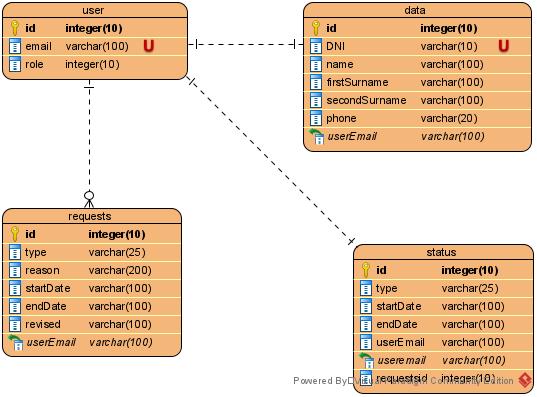 user
id integer(10)
email varchar(100) U
role integer(10)
data
id integer(10)
DNI varchar(10) U
name varchar(100)
firstSurname varchar(100)
secondSurname varchar(100)
phone varchar(20)
userEmail varchar(100)
requests
id integer(10)
type varchar(25)
reason varchar(200)
startDate varchar(100)
endDate varchar(100)
revised varchar(100)
userEmail varchar(100)
status
id integer(10)
type varchar(25)
startDate varchar(100)
endDate varchar(100)
userEmail varchar(100)
useremail varchar(100)
requestsid integer(10)
Powered By Visual Paradigm Community Edition